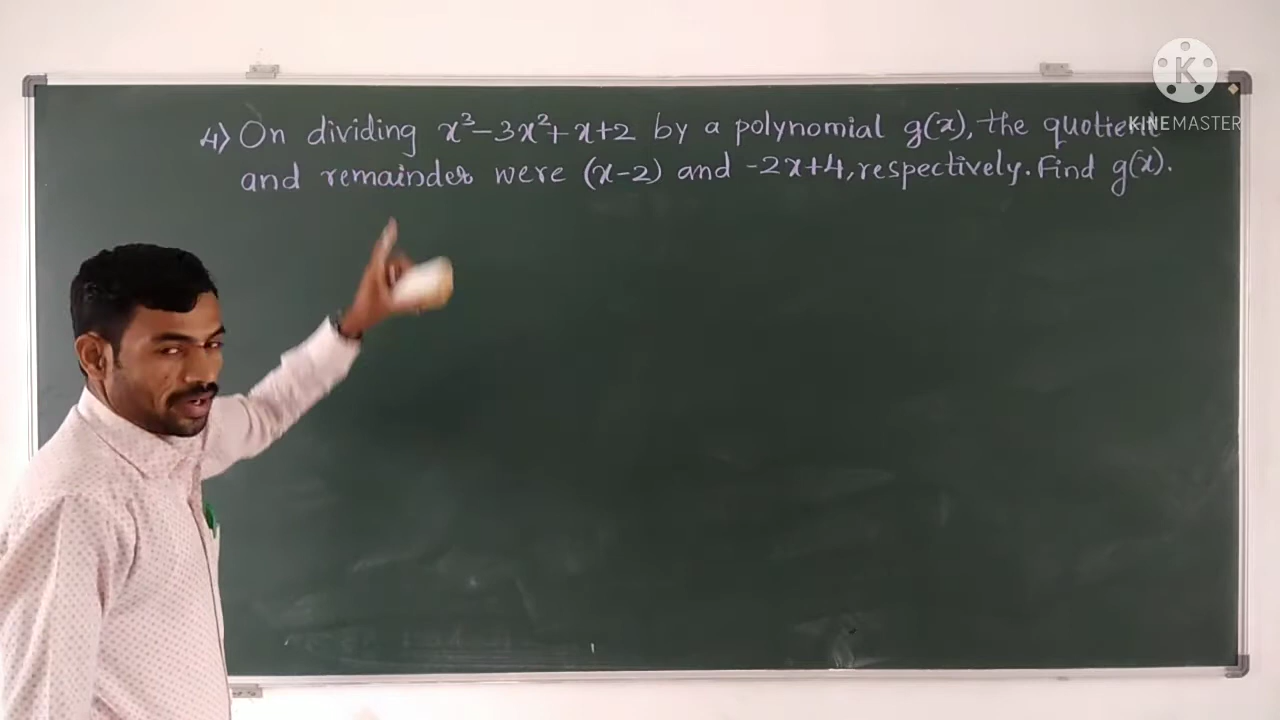 4) On dividing x³-3x²+x+2 by a polynomial g(x), the quotient
and remainder were (x-2) and -2x+4, respectively. Find g(x).
K
KINEMASTER